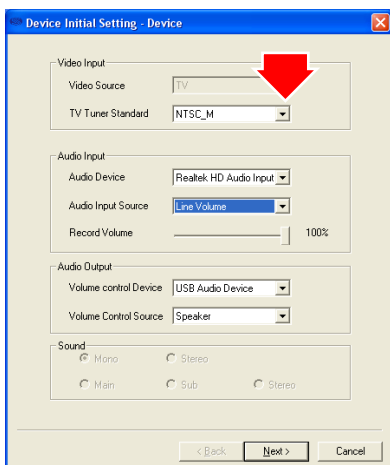 Device Initial Setting - Device
Video Input
Video Source TV
TV Tuner Standard NTSC_M
Audio Input
Audio Device Realtek HD Audio Input
Audio Input Source Line Volume
Record Volume 100%
Audio Output
Volume control Device USB Audio Device
Volume Control Source Speaker
Sound
Mono Stereo
Main Sub Stereo
< Back Next > Cancel